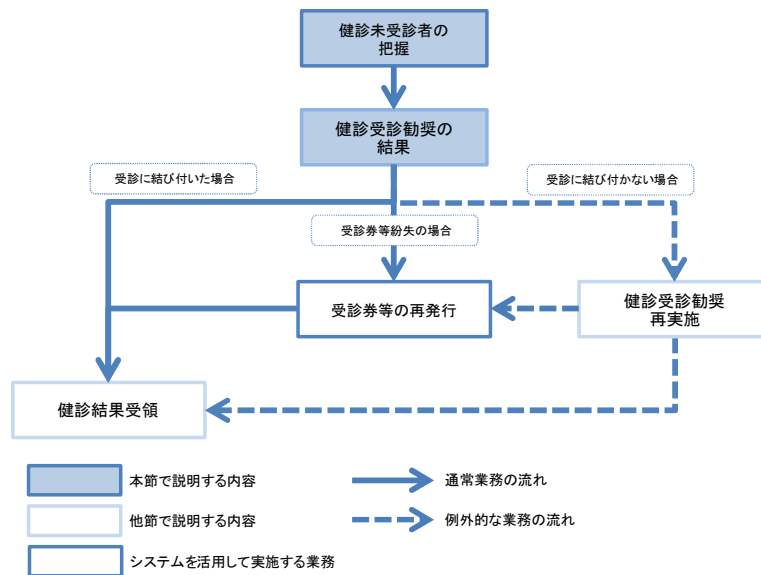 健診未受診者の
把握
健診受診勧奨の
結果
受診に結び付いた場合
受診に結び付かない場合
受診券等紛失の場合
受診券等の再発行
健診受診勧奨
再実施
健診結果受領
本節で説明する内容
通常業務の流れ
他節で説明する内容
例外的な業務の流れ
システムを活用して実施する業務